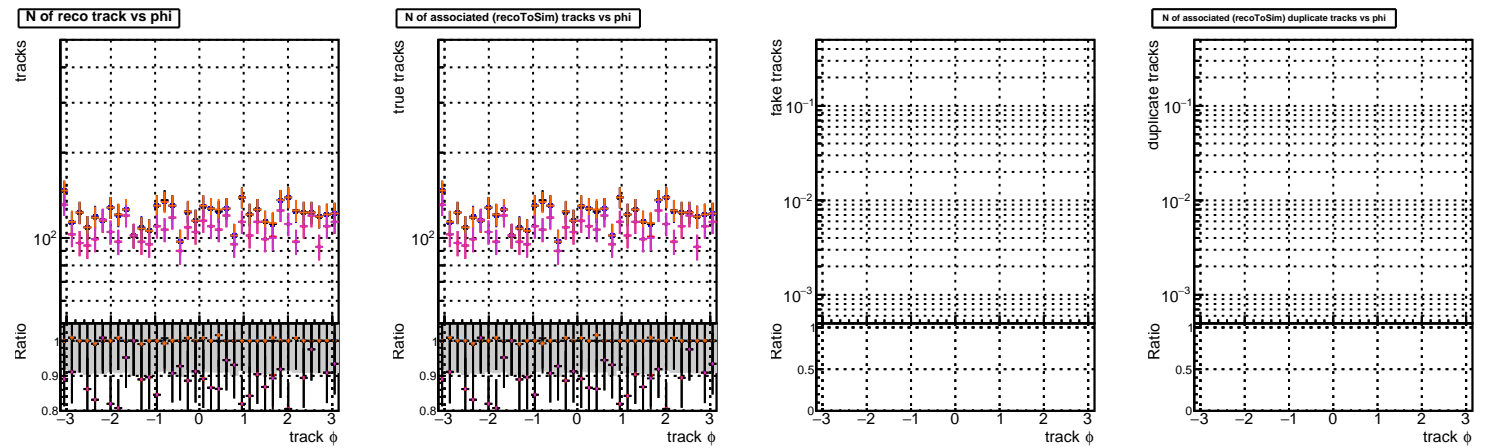 N of reco track vs phi
tracks
10²
Ratio
1
0.9
0.8
−3 −2 −1 0 1 2 3
track ϕ
N of associated (recoToSim) tracks vs phi
true tracks
10²
Ratio
1
0.9
0.8
−3 −2 −1 0 1 2 3
track ϕ
fake tracks
10⁻¹
10⁻²
10⁻³
Ratio
1
0.5
0
−3 −2 −1 0 1 2 3
track ϕ
N of associated (recoToSim) duplicate tracks vs phi
duplicate tracks
10⁻¹
10⁻²
10⁻³
Ratio
1
0.5
0
−3 −2 −1 0 1 2 3
track ϕ